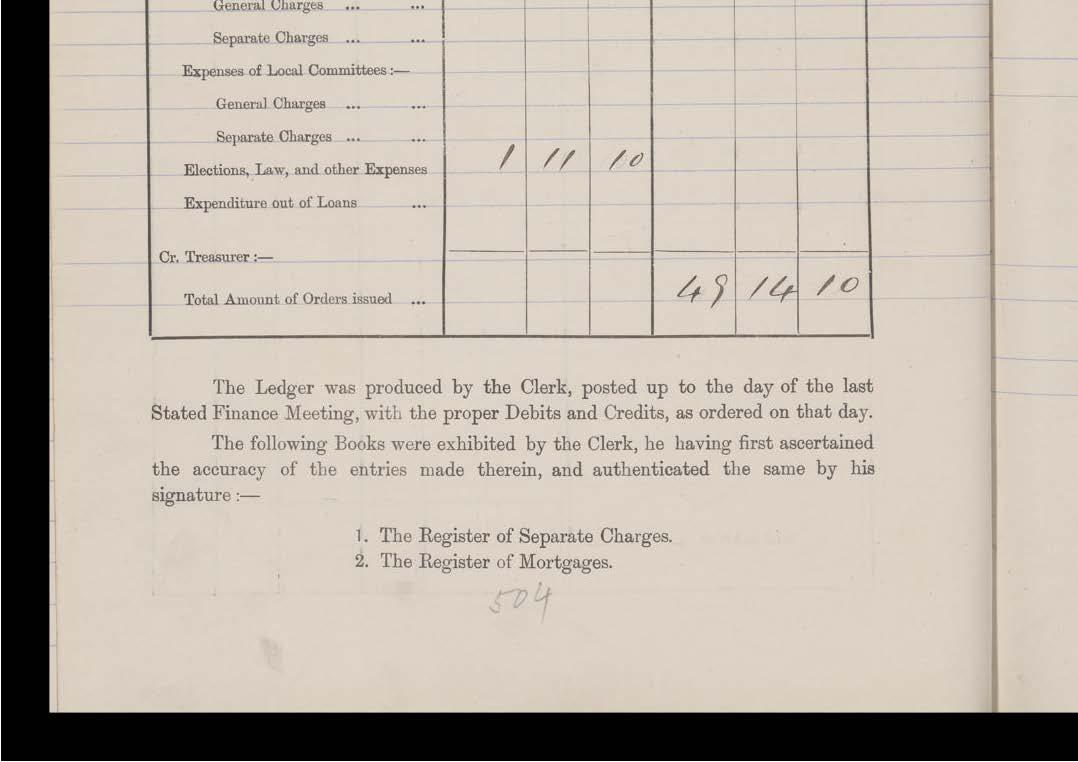 General Charges ... ...
Separate Charges ... ...
Expenses of Local Committees :—
General Charges ... ...
Separate Charges ... ...
Elections, Law, and other Expenses 1 11 10
Expenditure out of Loans ...
Cr. Treasurer :—
Total Amount of Orders issued ... 49 14 10
The Ledger was produced by the Clerk, posted up to the day of the last
Stated Finance Meeting, with the proper Debits and Credits, as ordered on that day.
The following Books were exhibited by the Clerk, he having first ascertained
the accuracy of the entries made therein, and authenticated the same by his
signature :—
1. The Register of Separate Charges.
2. The Register of Mortgages.
504